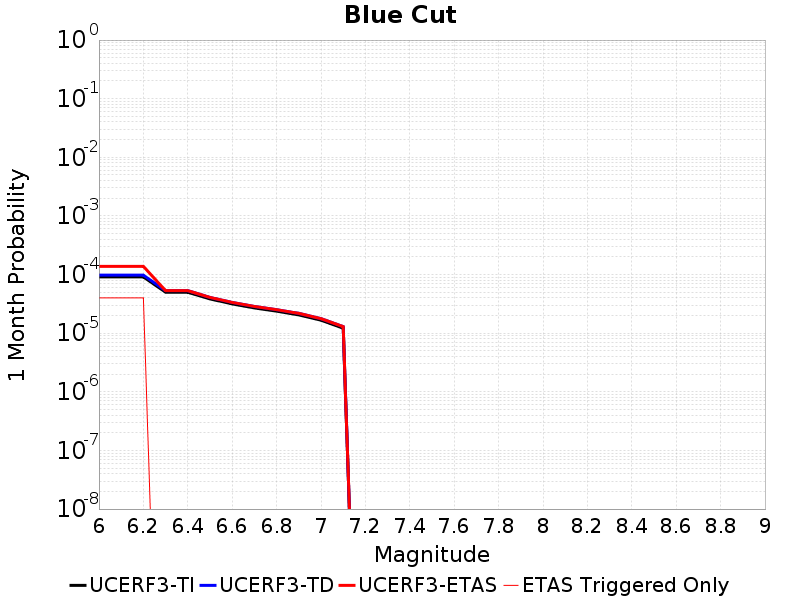 Blue Cut
10^0
10^-1
10^-2
10^-3
10^-4
10^-5
10^-6
10^-7
10^-8
1 Month Probability
6 6.2 6.4 6.6 6.8 7 7.2 7.4 7.6 7.8 8 8.2 8.4 8.6 8.8 9
Magnitude
UCERF3-TI UCERF3-TD UCERF3-ETAS ETAS Triggered Only